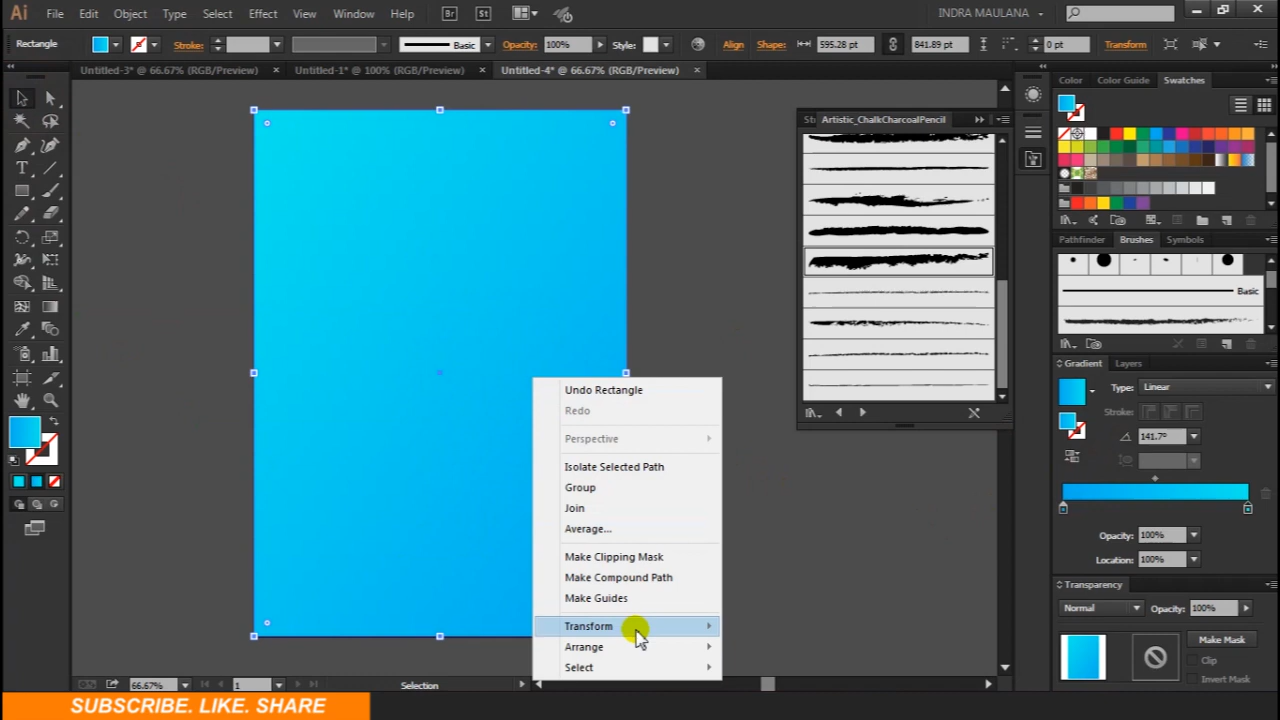 Ai File Edit Object Type Select Effect View Window Help Br St INDRA MAULANA
Rectangle Stroke: Basic Opacity: 100% Style: Align Shape: 595.28 pt 841.89 pt 0 pt Transform
Untitled-3* @ 66.67% (RGB/Preview) × Untitled-1* @ 100% (RGB/Preview) × Untitled-4* @ 66.67% (RGB/Preview) ×
Color Color Guide Swatches
Artistic_ChalkCharcoalPencil
Pathfinder Brushes Symbols
Basic
Gradient Layers
Type: Linear
Stroke:
141.7°
Opacity: 100%
Location: 100%
Transparency
Normal Opacity: 100%
Make Mask
Clip
Invert Mask
Undo Rectangle
Redo
Perspective
Isolate Selected Path
Group
Join
Average...
Make Clipping Mask
Make Compound Path
Make Guides
Transform
Arrange
Select
66.67% 1 Selection
SUBSCRIBE. LIKE. SHARE